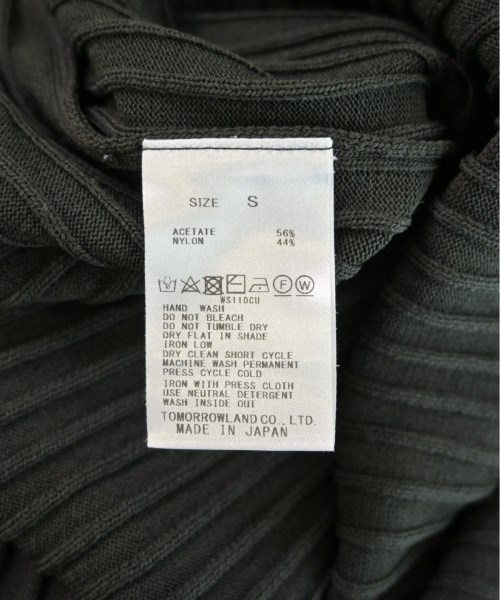 SIZE S
ACETATE 56%
NYLON 44%
WS110CU
HAND WASH
DO NOT BLEACH
DO NOT TUMBLE DRY
DRY FLAT IN SHADE
IRON LOW
DRY CLEAN SHORT CYCLE
MACHINE WASH PERMANENT
PRESS CYCLE COLD
IRON WITH PRESS CLOTH
USE NEUTRAL DETERGENT
WASH INSIDE OUT
TOMORROWLAND CO., LTD.
MADE IN JAPAN